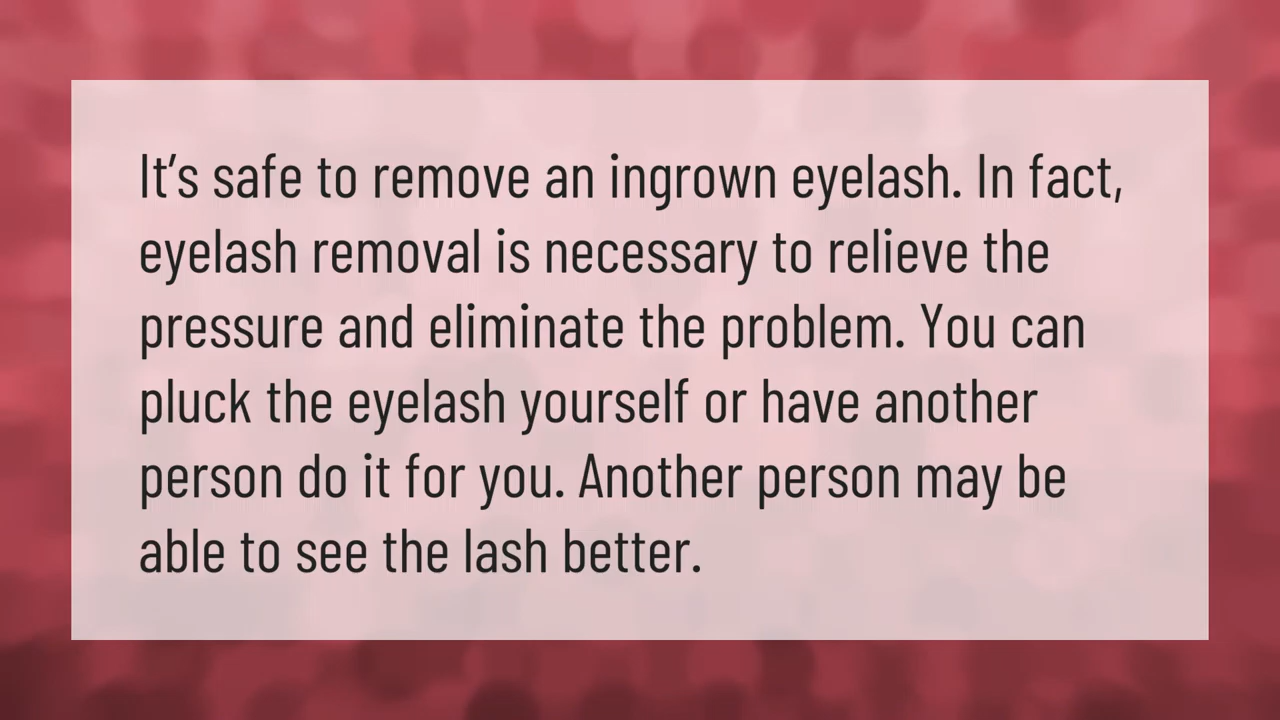 It’s safe to remove an ingrown eyelash. In fact,
eyelash removal is necessary to relieve the
pressure and eliminate the problem. You can
pluck the eyelash yourself or have another
person do it for you. Another person may be
able to see the lash better.